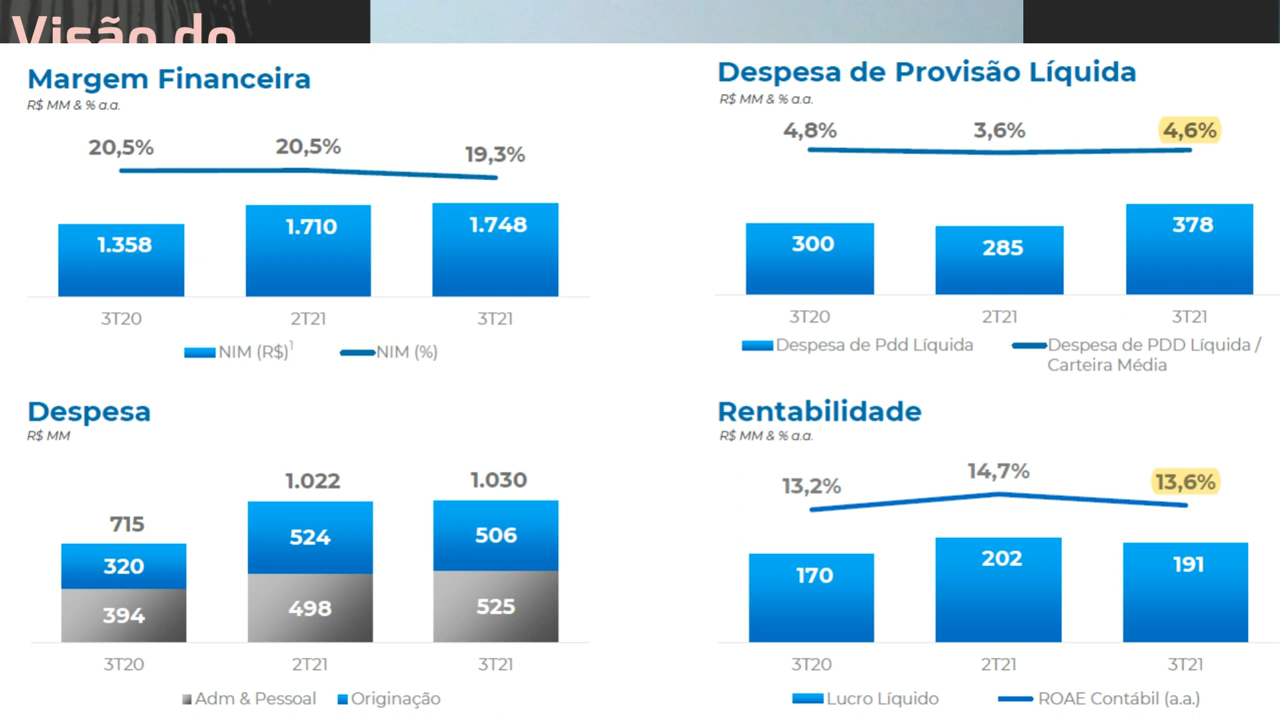 Visão do
Margem Financeira
R$ MM & % a.a.
20,5% 20,5% 19,3%
1.358 1.710 1.748
3T20 2T21 3T21
NIM (R$)¹ NIM (%)
Despesa de Provisão Líquida
R$ MM & % a.a.
4,8% 3,6% 4,6%
300 285 378
3T20 2T21 3T21
Despesa de Pdd Líquida Despesa de PDD Líquida /
Carteira Média
Despesa
R$ MM
715 1.022 1.030
320 524 506
394 498 525
3T20 2T21 3T21
Adm & Pessoal Originação
Rentabilidade
R$ MM & % a.a.
13,2% 14,7% 13,6%
170 202 191
3T20 2T21 3T21
Lucro Líquido ROAE Contábil (a.a.)